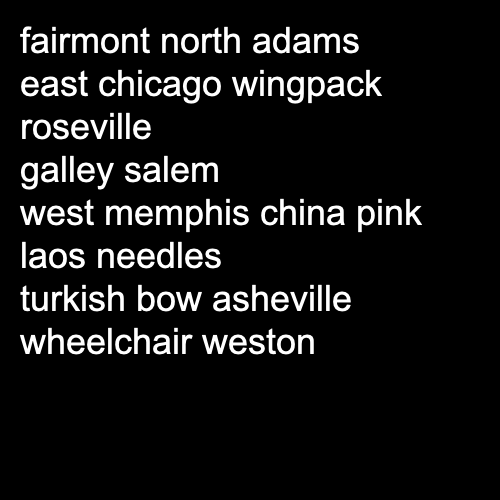 fairmont north adams
east chicago wingpack
roseville
galley salem
west memphis china pink
laos needles
turkish bow asheville
wheelchair weston